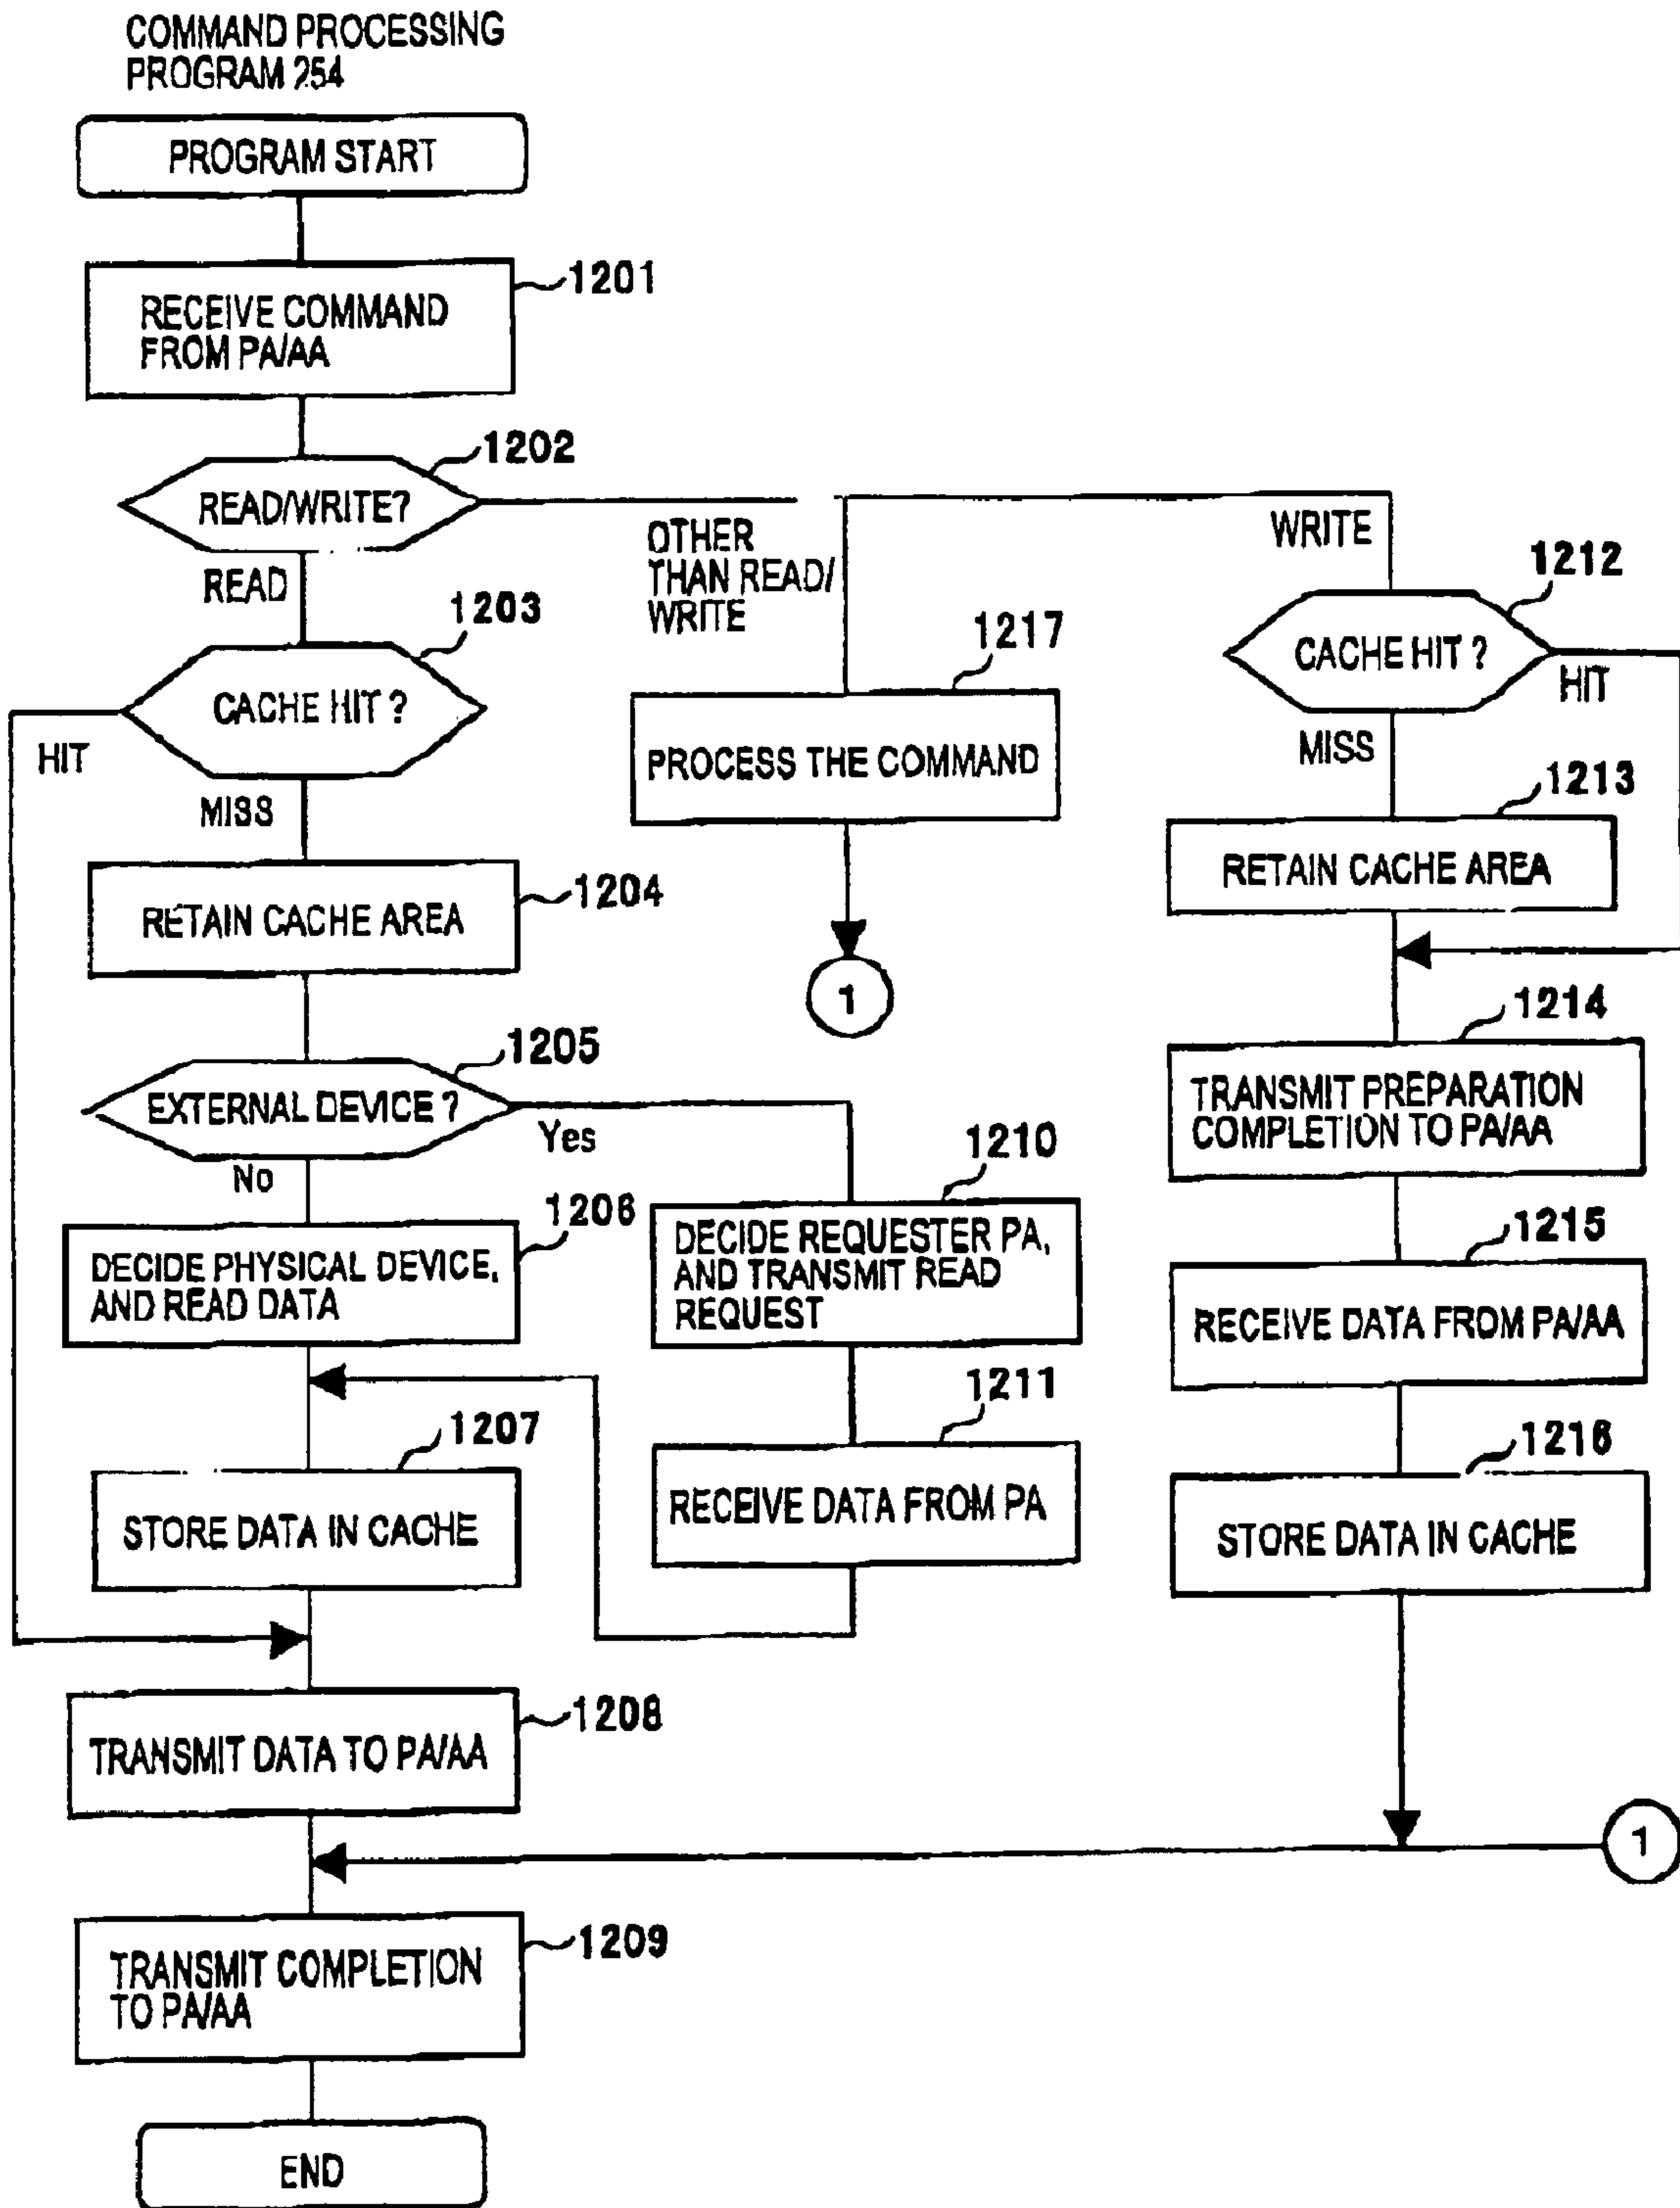 COMMAND PROCESSING
PROGRAM 254
PROGRAM START
1201
RECEIVE COMMAND
FROM PA/AA
1202
READ/WRITE?
READ
OTHER
THAN READ/
WRITE
WRITE
1203
CACHE HIT ?
HIT
MISS
1217
PROCESS THE COMMAND
1
1212
CACHE HIT ?
HIT
MISS
1213
RETAIN CACHE AREA
1204
RETAIN CACHE AREA
1205
EXTERNAL DEVICE ?
Yes
No
1206
DECIDE PHYSICAL DEVICE,
AND READ DATA
1210
DECIDE REQUESTER PA,
AND TRANSMIT READ
REQUEST
1211
RECEIVE DATA FROM PA
1214
TRANSMIT PREPARATION
COMPLETION TO PA/AA
1215
RECEIVE DATA FROM PA/AA
1216
STORE DATA IN CACHE
1207
STORE DATA IN CACHE
1208
TRANSMIT DATA TO PA/AA
1
1209
TRANSMIT COMPLETION
TO PA/AA
END